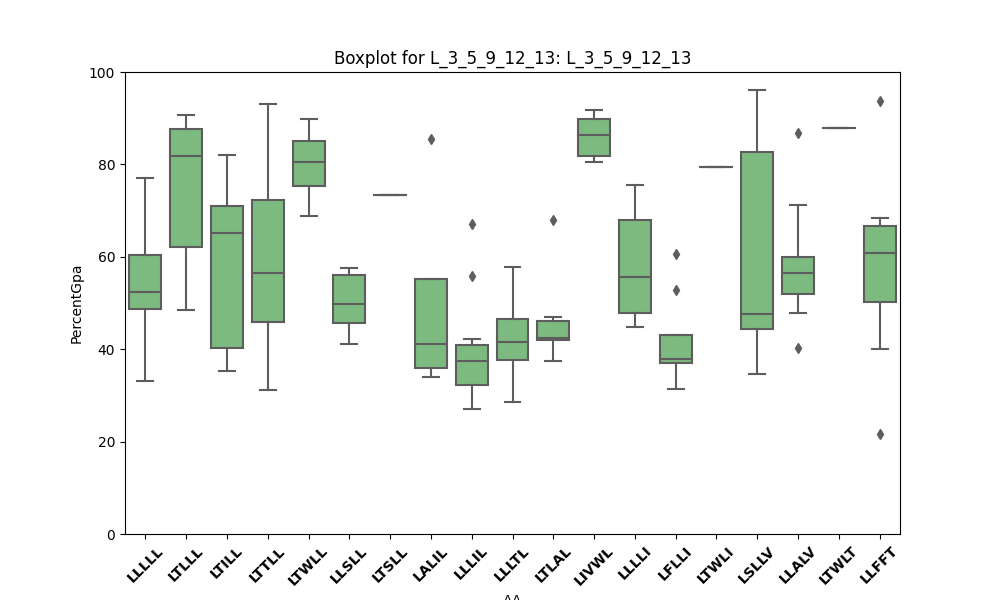 Boxplot for L_3_5_9_12_13: L_3_5_9_12_13
100
80
60
40
20
0
PercentGpa
LLLLL LTLLL LTILL LTTLL LTWLL LLSLL LTSLL LALIL LLLIL LLLTL LTLAL LIVWL LLLLI LFLLI LTWLI LSLLV LLALV LTWLT LLFFT
AA